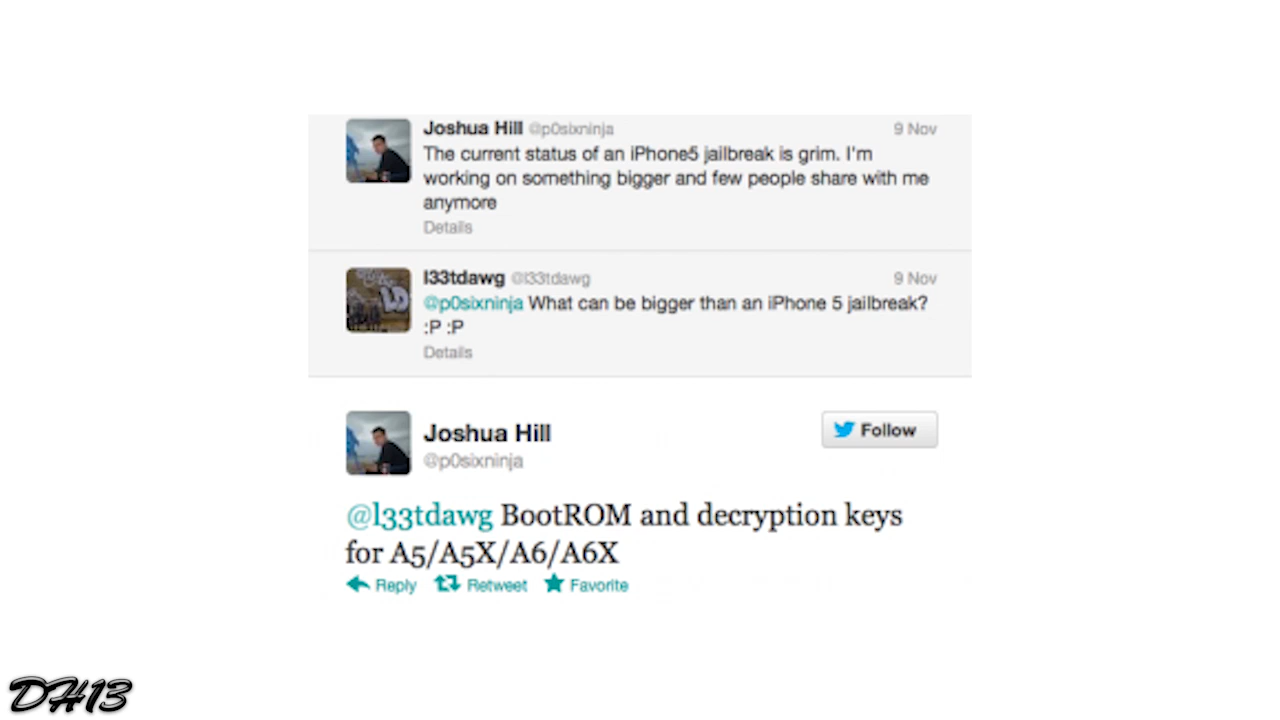 Joshua Hill @p0sixninja 9 Nov
The current status of an iPhone5 jailbreak is grim. I'm
working on something bigger and few people share with me
anymore
Details
l33tdawg @l33tdawg 9 Nov
@p0sixninja What can be bigger than an iPhone 5 jailbreak?
:P :P
Details
Joshua Hill
Follow
@p0sixninja
@l33tdawg BootROM and decryption keys
for A5/A5X/A6/A6X
Reply Retweet Favorite
DH13